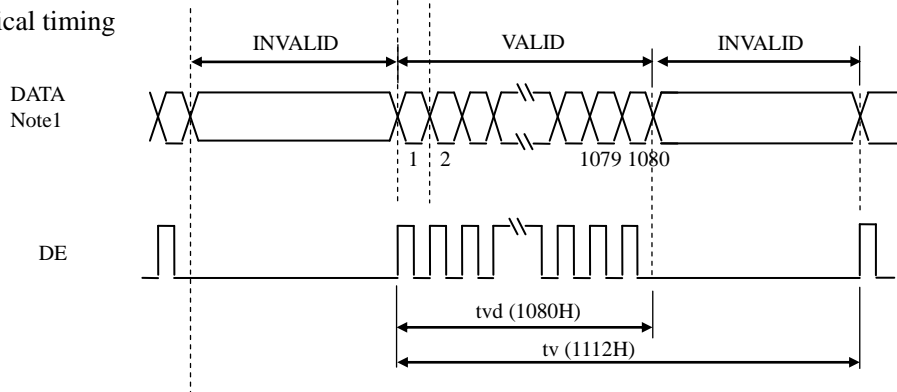 ical timing
INVALID VALID INVALID
DATA
Note1
1 2 1079 1080
DE
tvd (1080H)
tv (1112H)